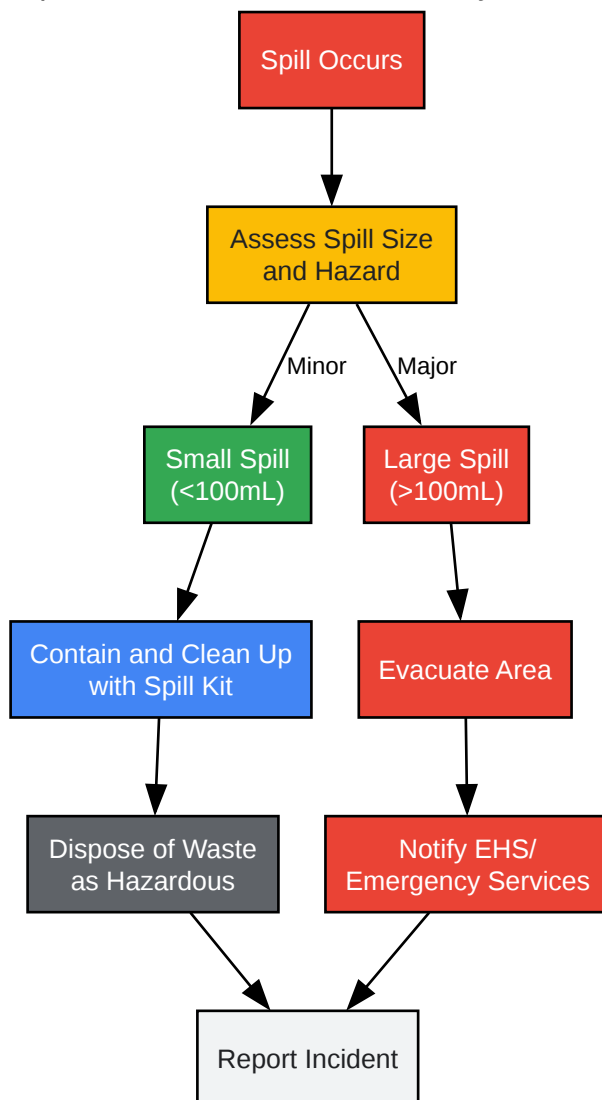 Spill Occurs
Assess Spill Size
and Hazard
Minor
Major
Small Spill
(<100mL)
Large Spill
(>100mL)
Contain and Clean Up
with Spill Kit
Evacuate Area
Dispose of Waste
as Hazardous
Notify EHS/
Emergency Services
Report Incident